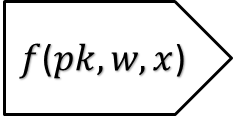 f(pk, w, x)